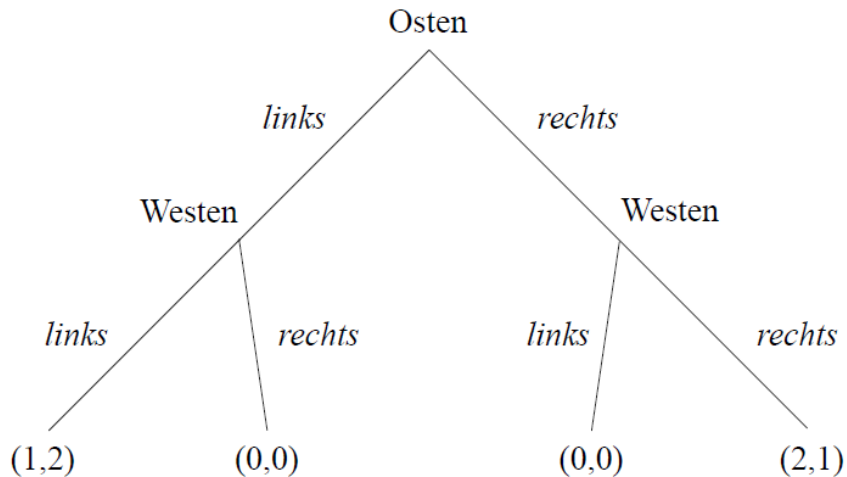 Osten
links rechts
Westen Westen
links rechts links rechts
(1,2) (0,0) (0,0) (2,1)